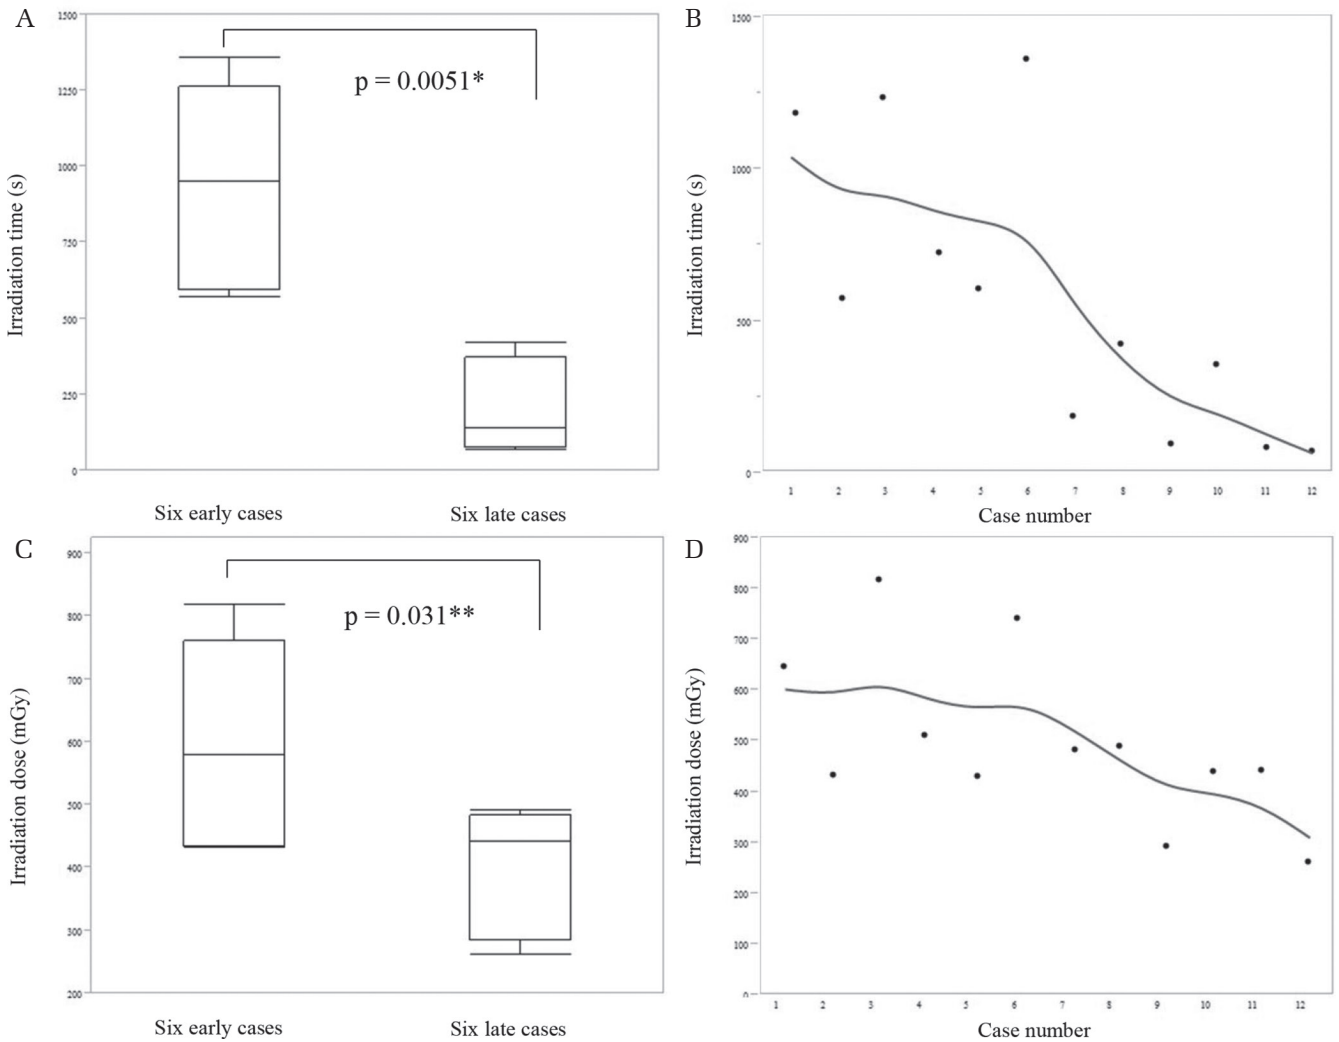 A
1500
1250
1000
750
500
250
0
Irradiation time (s)
p = 0.0051*
Six early cases
Six late cases
B
1500
1000
500
0
Irradiation time (s)
1 2 3 4 5 6 7 8 9 10 11 12
Case number
C
900
800
700
600
500
400
300
200
Irradiation dose (mGy)
p = 0.031**
Six early cases
Six late cases
D
900
800
700
600
500
400
300
200
100
0
Irradiation dose (mGy)
1 2 3 4 5 6 7 8 9 10 11 12
Case number